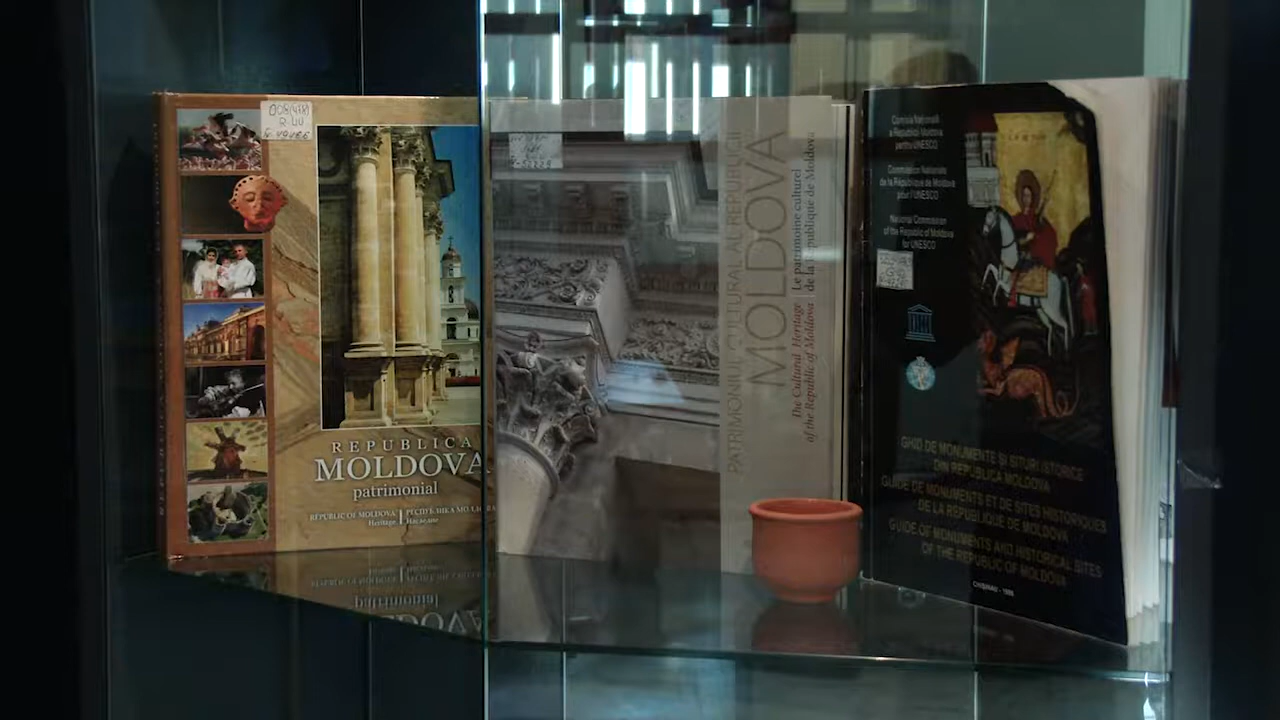 REPUBLICA
MOLDOVA
patrimonial
REPUBLIC OF MOLDOVA
Heritage
РЕСПУБЛИКА МОЛДОВА
Наследие
PATRIMONIUL CULTURAL AL REPUBLICII
MOLDOVA
The Cultural Heritage
of the Republic of Moldova
Le patrimoine culturel
de la république de Moldova
Comisia Națională
a Republicii Moldova
pentru UNESCO
Commission Nationale
de la République de Moldova
pour l'UNESCO
National Commission
of the Republic of Moldova
for UNESCO
GHID DE MONUMENTE ȘI SITURI ISTORICE
DIN REPUBLICA MOLDOVA
GUIDE DE MONUMENTS ET DE SITES HISTORIQUES
DE LA RÉPUBLIQUE DE MOLDOVA
GUIDE OF MONUMENTS AND HISTORICAL SITES
OF THE REPUBLIC OF MOLDOVA